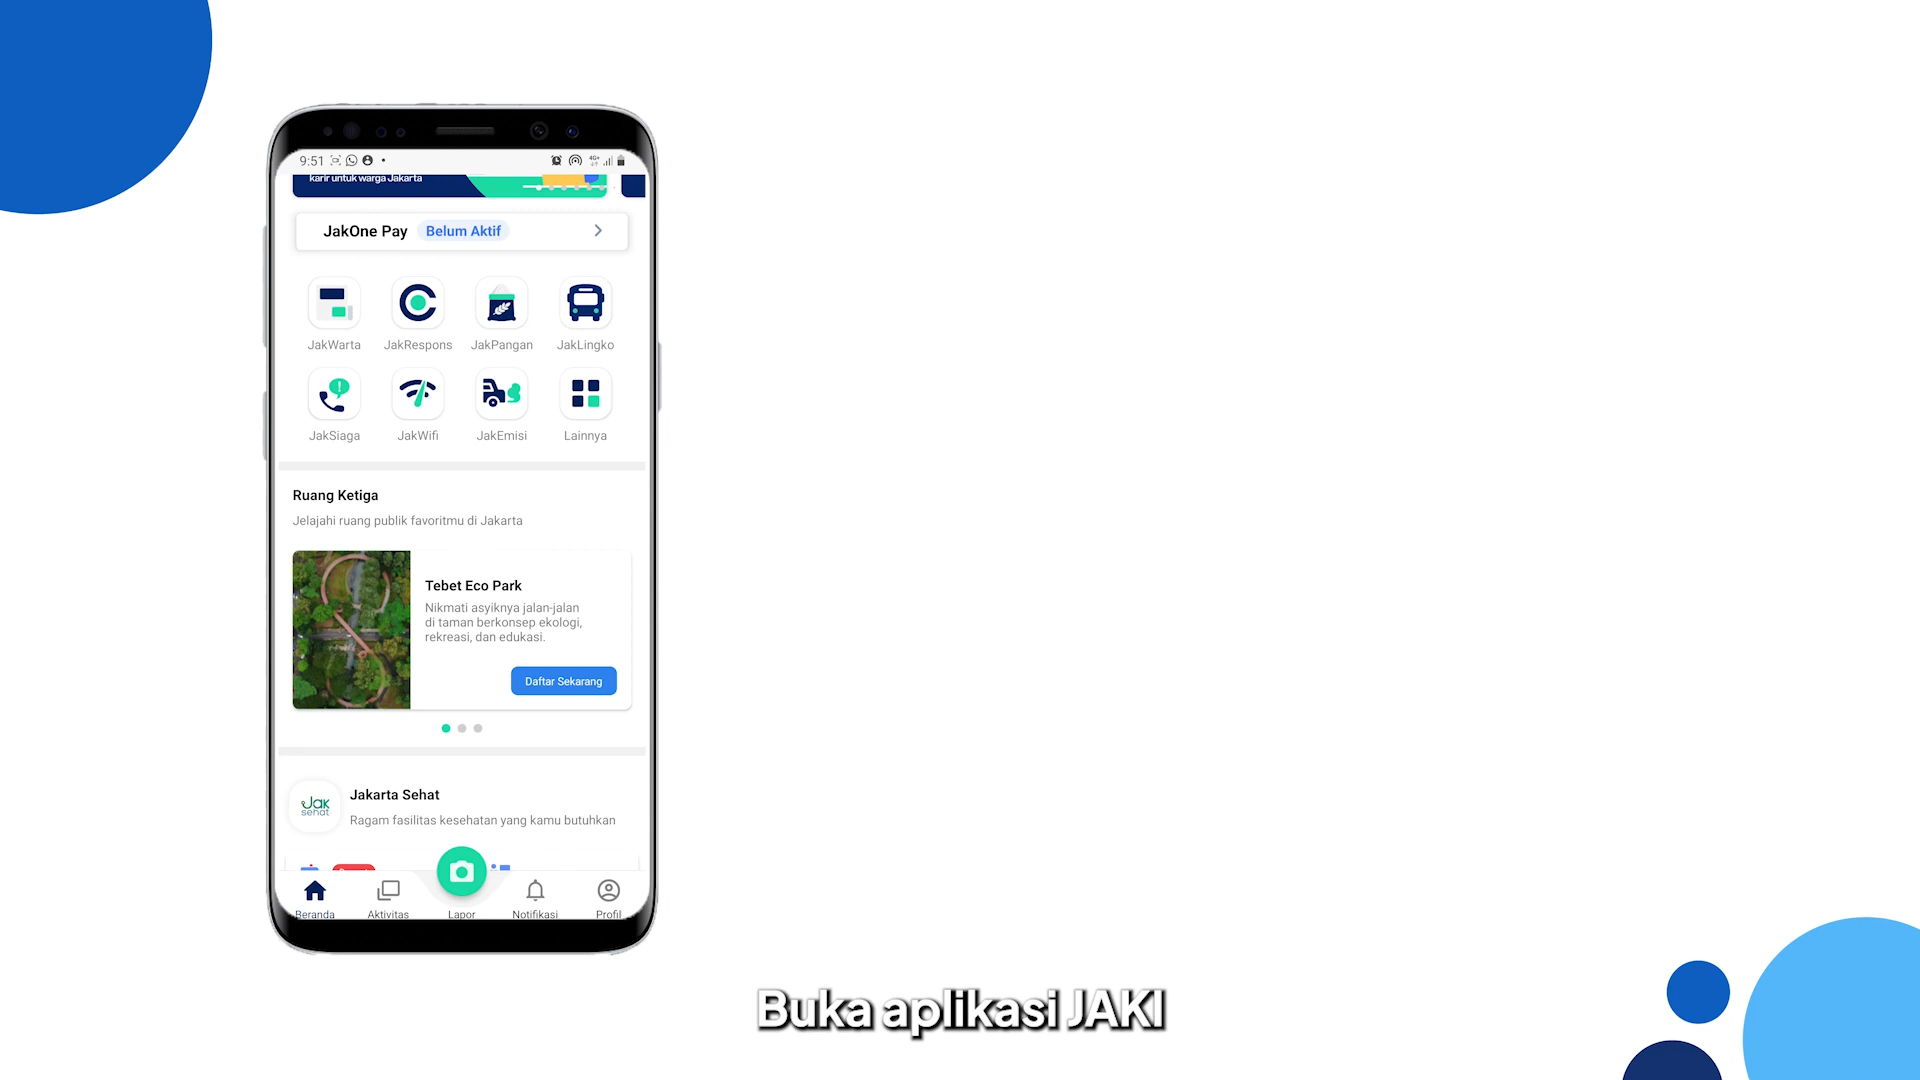 9:51
4G+
karir untuk warga Jakarta
JakOne Pay Belum Aktif
JakWarta JakRespons JakPangan JakLingko
JakSiaga JakWifi JakEmisi Lainnya
Ruang Ketiga
Jelajahi ruang publik favoritmu di Jakarta
Tebet Eco Park
Nikmati asyiknya jalan-jalan
di taman berkonsep ekologi,
rekreasi, dan edukasi.
Daftar Sekarang
Jak
sehat
Jakarta Sehat
Ragam fasilitas kesehatan yang kamu butuhkan
Beranda Aktivitas Lapor Notifikasi Profil
Buka aplikasi JAKI